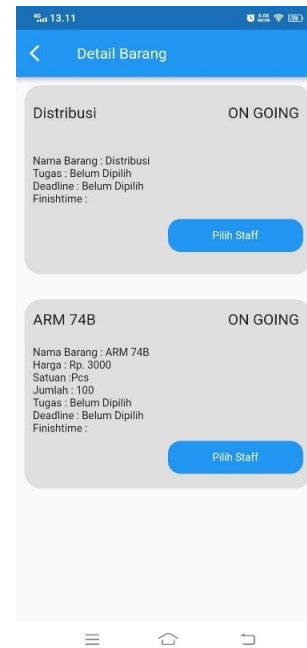 13.11
Detail Barang
Distribusi ON GOING
Nama Barang : Distribusi
Tugas : Belum Dipilih
Deadline : Belum Dipilih
Finishtime :
Pilih Staff
ARM 74B ON GOING
Nama Barang : ARM 74B
Harga : Rp. 3000
Satuan :Pcs
Jumlah : 100
Tugas : Belum Dipilih
Deadline : Belum Dipilih
Finishtime :
Pilih Staff